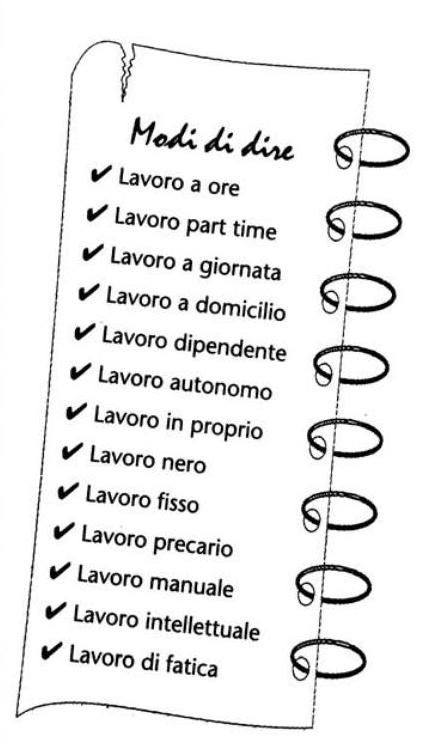 Modi di dire
✔ Lavoro a ore
✔ Lavoro part time
✔ Lavoro a giornata
✔ Lavoro a domicilio
✔ Lavoro dipendente
✔ Lavoro autonomo
✔ Lavoro in proprio
✔ Lavoro nero
✔ Lavoro fisso
✔ Lavoro precario
✔ Lavoro manuale
✔ Lavoro intellettuale
✔ Lavoro di fatica